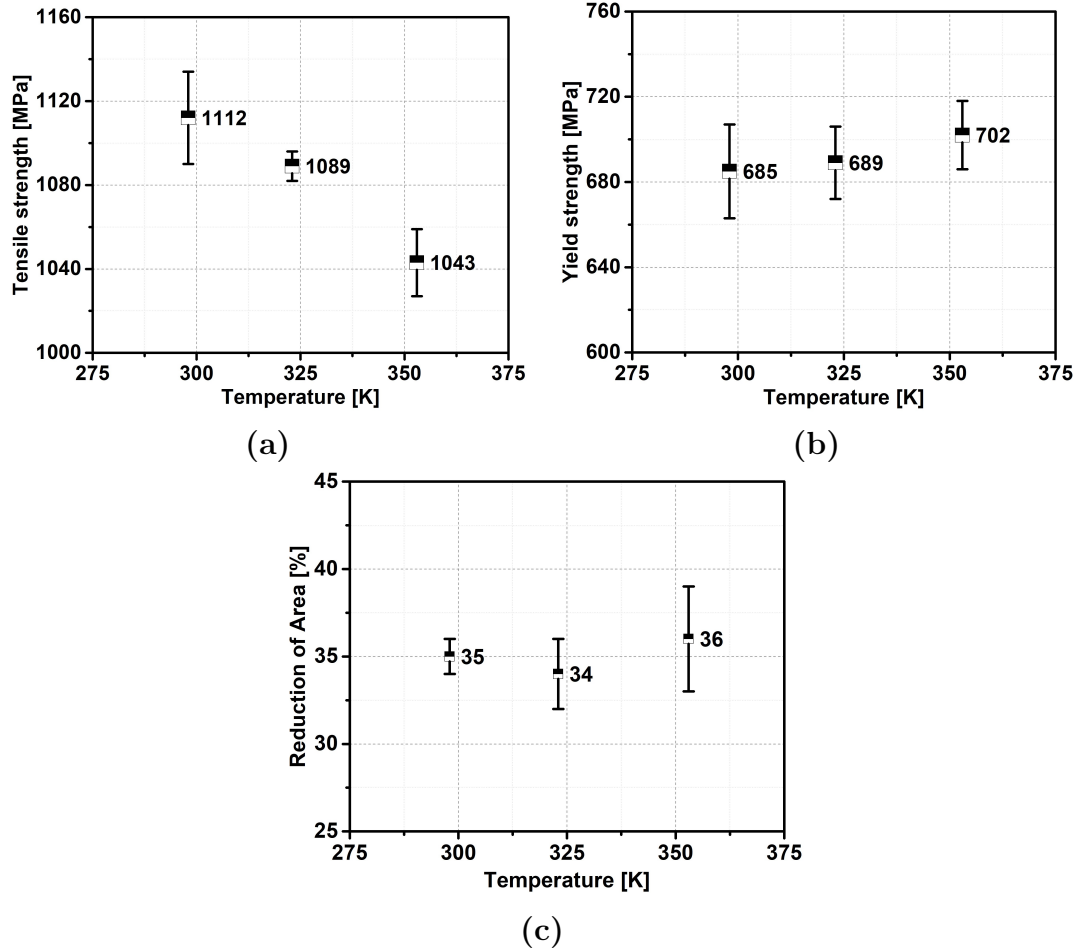 1160
1120
1080
1040
1000
Tensile strength [MPa]
1112
1089
1043
275 300 325 350 375
Temperature [K]
(a)
760
720
680
640
600
Yield strength [MPa]
685
689
702
275 300 325 350 375
Temperature [K]
(b)
45
40
35
30
25
Reduction of Area [%]
35
34
36
275 300 325 350 375
Temperature [K]
(c)